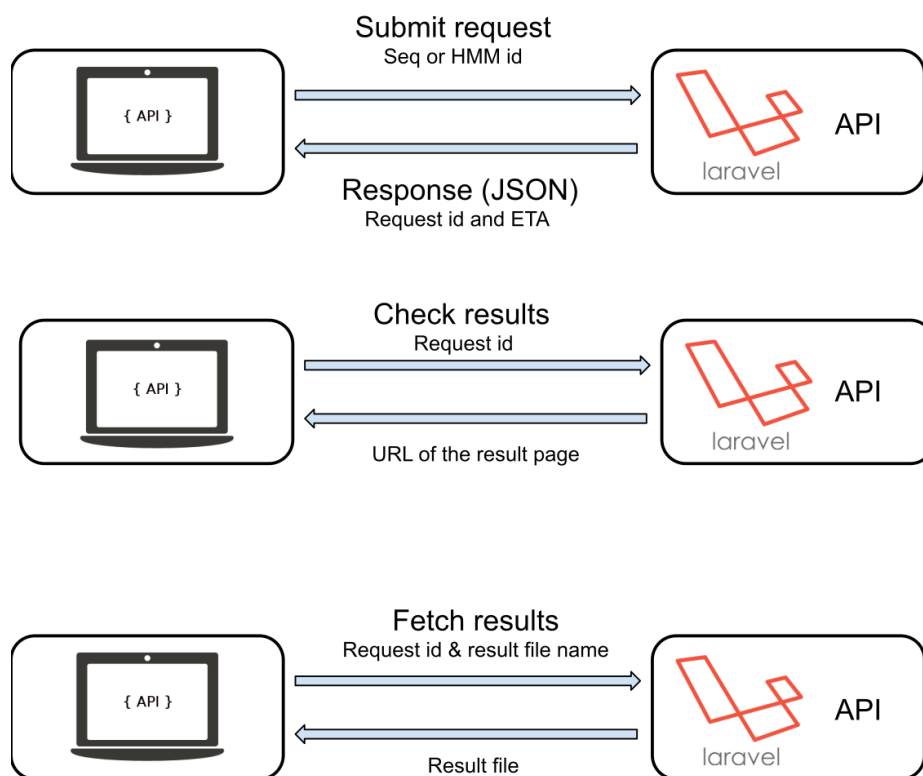 Submit request
Seq or HMM id
{ API }
laravel
API
Response (JSON)
Request id and ETA
Check results
Request id
{ API }
laravel
API
URL of the result page
Fetch results
Request id & result file name
{ API }
laravel
API
Result file